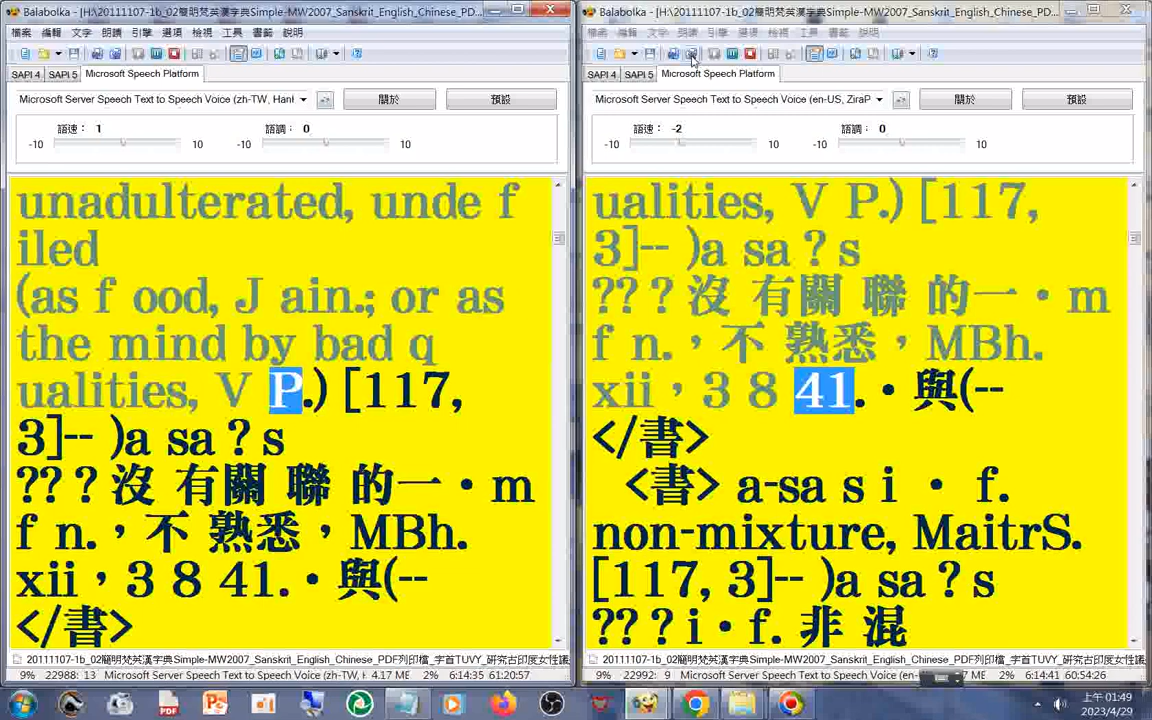 Balabolka - [H:\20111107-1b_02簡明梵英漢字典Simple-MW2007_Sanskrit_English_Chinese_PD...
檔案 編輯 文字 朗讀 引擎 選項 檢視 工具 書籤 說明
SAPI 4 SAPI 5 Microsoft Speech Platform
Microsoft Server Speech Text to Speech Voice (zh-TW, Hanl
關於 預設
語速： 1 語調： 0
-10 10 -10 10
unadulterated, unde f
iled
(as f ood, J ain.; or as
the mind by bad q
ualities, V P.) [117,
3]-- )a sa ? s
?? ? 沒 有關 聯 的一・m
f n.，不 熟悉，MBh.
xii，3 8 41.・與(--
</書>
20111107-1b_02簡明梵英漢字典Simple-MW2007_Sanskrit_English_Chinese_PDF列印檔_字首TUVY_研究古印度女性議
9% 22988: 13 Microsoft Server Speech Text to Speech Voice (zh-TW, H 4.17 ME 2% 6:14:35 61:20:57
Balabolka - [H:\20111107-1b_02簡明梵英漢字典Simple-MW2007_Sanskrit_English_Chinese_PDF...
檔案 編輯 文字 朗讀 引擎 選項 檢視 工具 書籤 說明
SAPI 4 SAPI 5 Microsoft Speech Platform
Microsoft Server Speech Text to Speech Voice (en-US, ZiraP
關於 預設
語速： -2 語調： 0
-10 10 -10 10
ualities, V P.) [117,
3]-- )a sa ? s
?? ? 沒 有關 聯 的一・m
f n.，不 熟悉，MBh.
xii，3 8 41.・與(--
</書>
<書> a-sa s i ・ f.
non-mixture, MaitrS.
[117, 3]-- )a sa ? s
?? ? i・f. 非 混
20111107-1b_02簡明梵英漢字典Simple-MW2007_Sanskrit_English_Chinese_PDF列印檔_字首TUVY_研究古印度女性議
9% 22992: 9 Microsoft Server Speech Text to Speech Voice (en-US, Z 4.17 ME 2% 6:14:41 60:54:26
PDF
上午 01:49
2023/4/29